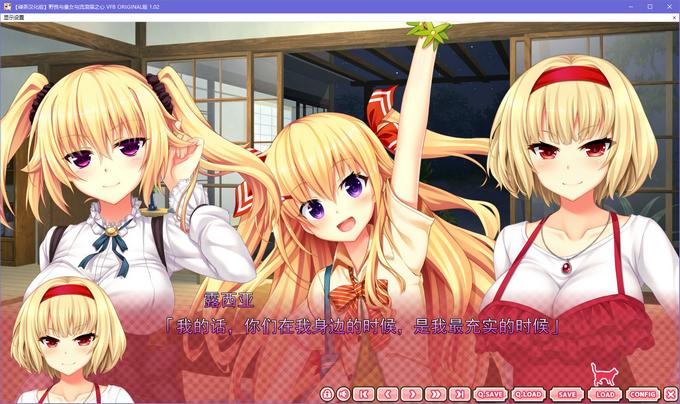 【绿茶汉化组】野良与皇女与流浪猫之心 VFB ORIGINAL版 1.02
显示设置
露西亚
「我的话，你们在我身边的时候，是我最充实的时候」
Q.SAVE Q.LOAD SAVE LOAD CONFIG